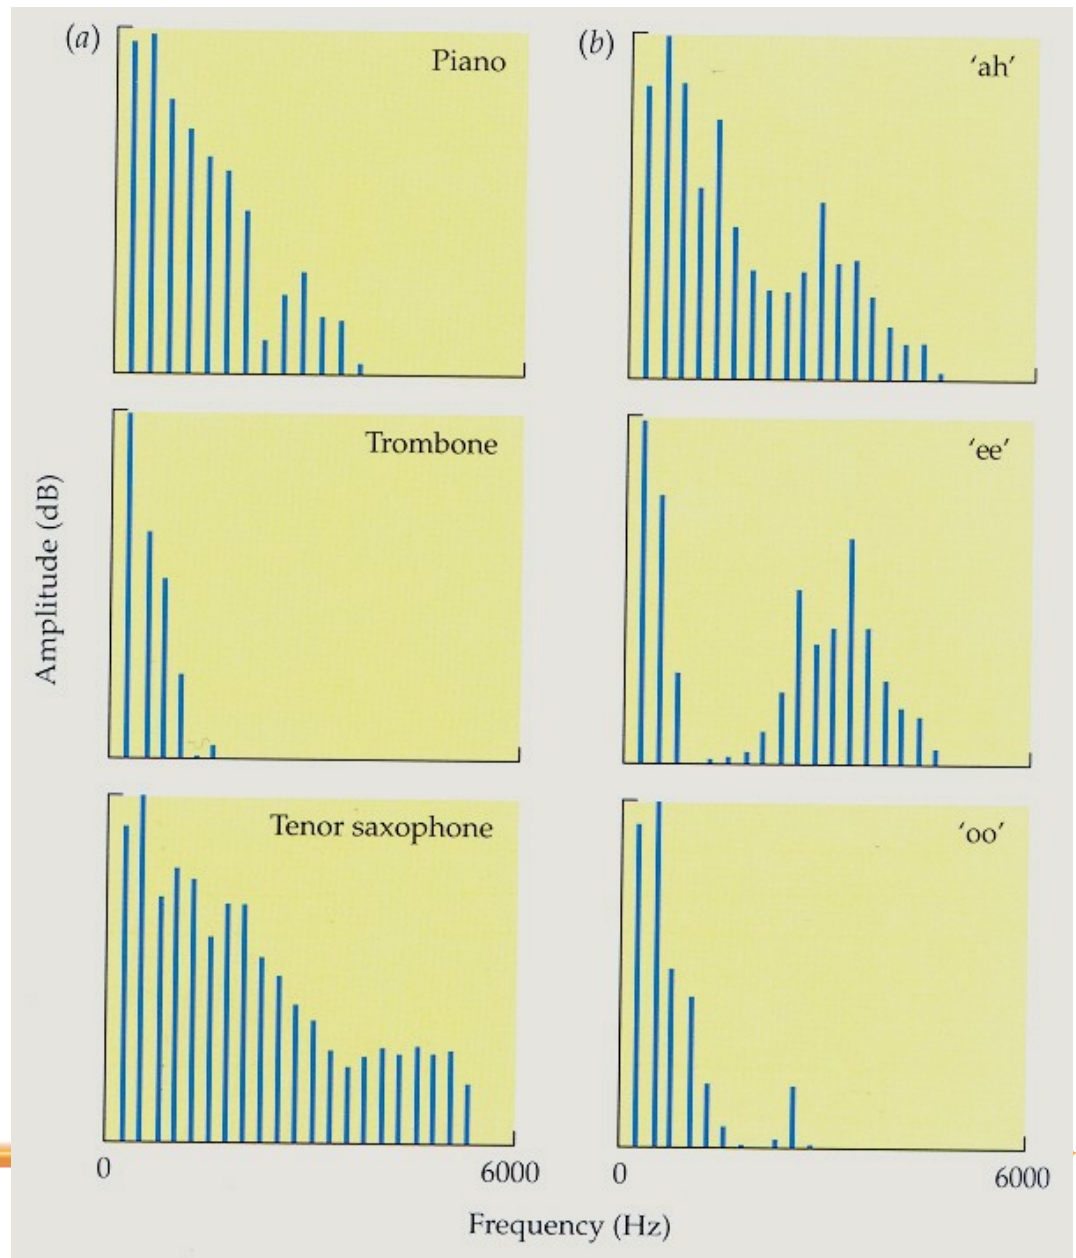 (a)
Piano
(b)
‘ah’
Trombone
‘ee’
Amplitude (dB)
Tenor saxophone
‘oo’
0
6000
0
6000
Frequency (Hz)